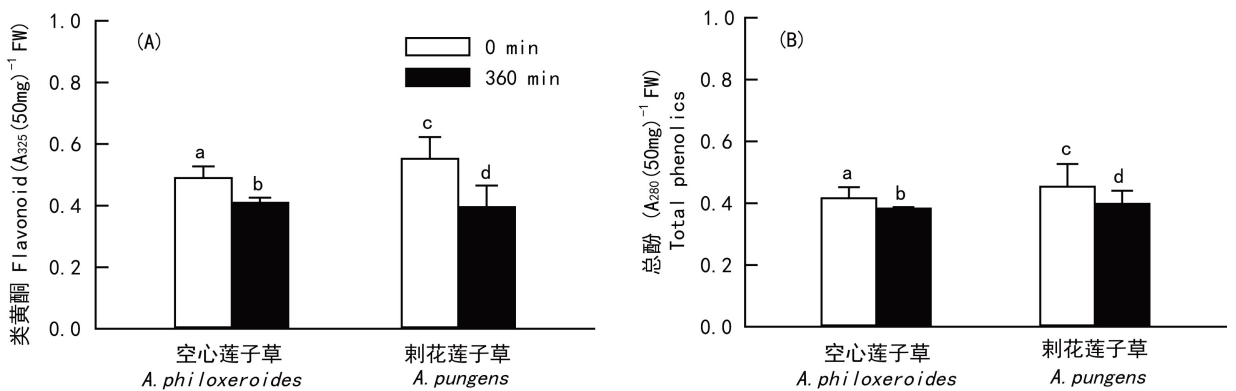 类黄酮 Flavonoid(A325(50mg)⁻¹ FW)
1.0
0.8
0.6
0.4
0.2
0.0
(A)
0 min
360 min
a
b
c
d
空心莲子草
A.philoxeroides
刺花莲子草
A.pungens
总酚 (A280(50mg)⁻¹ FW)
Total phenolics
1.0
0.8
0.6
0.4
0.2
0.0
(B)
a
b
c
d
空心莲子草
A.philoxeroides
刺花莲子草
A.pungens